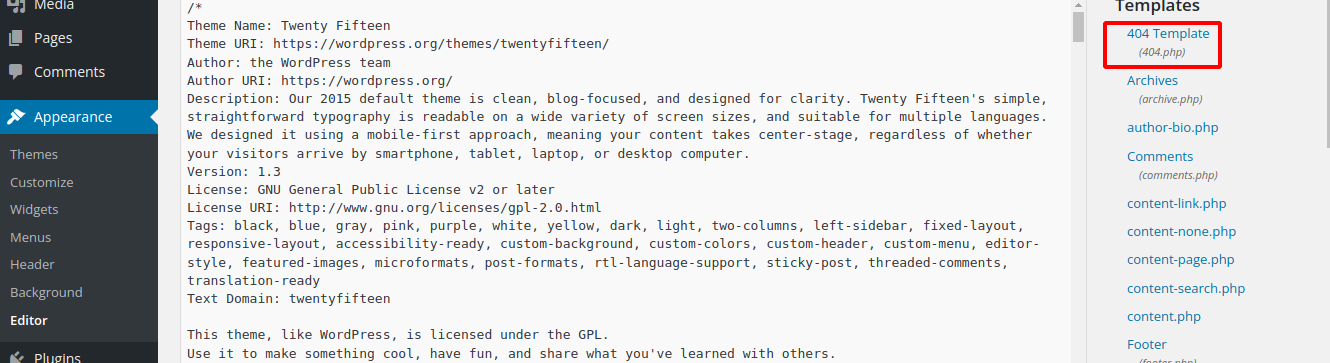 Media
Pages
Comments
Appearance
Themes
Customize
Widgets
Menus
Header
Background
Editor
Plugins
/*
Theme Name: Twenty Fifteen
Theme URI: https://wordpress.org/themes/twentyfifteen/
Author: the WordPress team
Author URI: https://wordpress.org/
Description: Our 2015 default theme is clean, blog-focused, and designed for clarity. Twenty Fifteen's simple,
straightforward typography is readable on a wide variety of screen sizes, and suitable for multiple languages.
We designed it using a mobile-first approach, meaning your content takes center-stage, regardless of whether
your visitors arrive by smartphone, tablet, laptop, or desktop computer.
Version: 1.3
License: GNU General Public License v2 or later
License URI: http://www.gnu.org/licenses/gpl-2.0.html
Tags: black, blue, gray, pink, purple, white, yellow, dark, light, two-columns, left-sidebar, fixed-layout,
responsive-layout, accessibility-ready, custom-background, custom-colors, custom-header, custom-menu, editor-
style, featured-images, microformats, post-formats, rtl-language-support, sticky-post, threaded-comments,
translation-ready
Text Domain: twentyfifteen
This theme, like WordPress, is licensed under the GPL.
Use it to make something cool, have fun, and share what you've learned with others.
Templates
404 Template
(404.php)
Archives
(archive.php)
author-bio.php
Comments
(comments.php)
content-link.php
content-none.php
content-page.php
content-search.php
content.php
Footer
(footer.php)